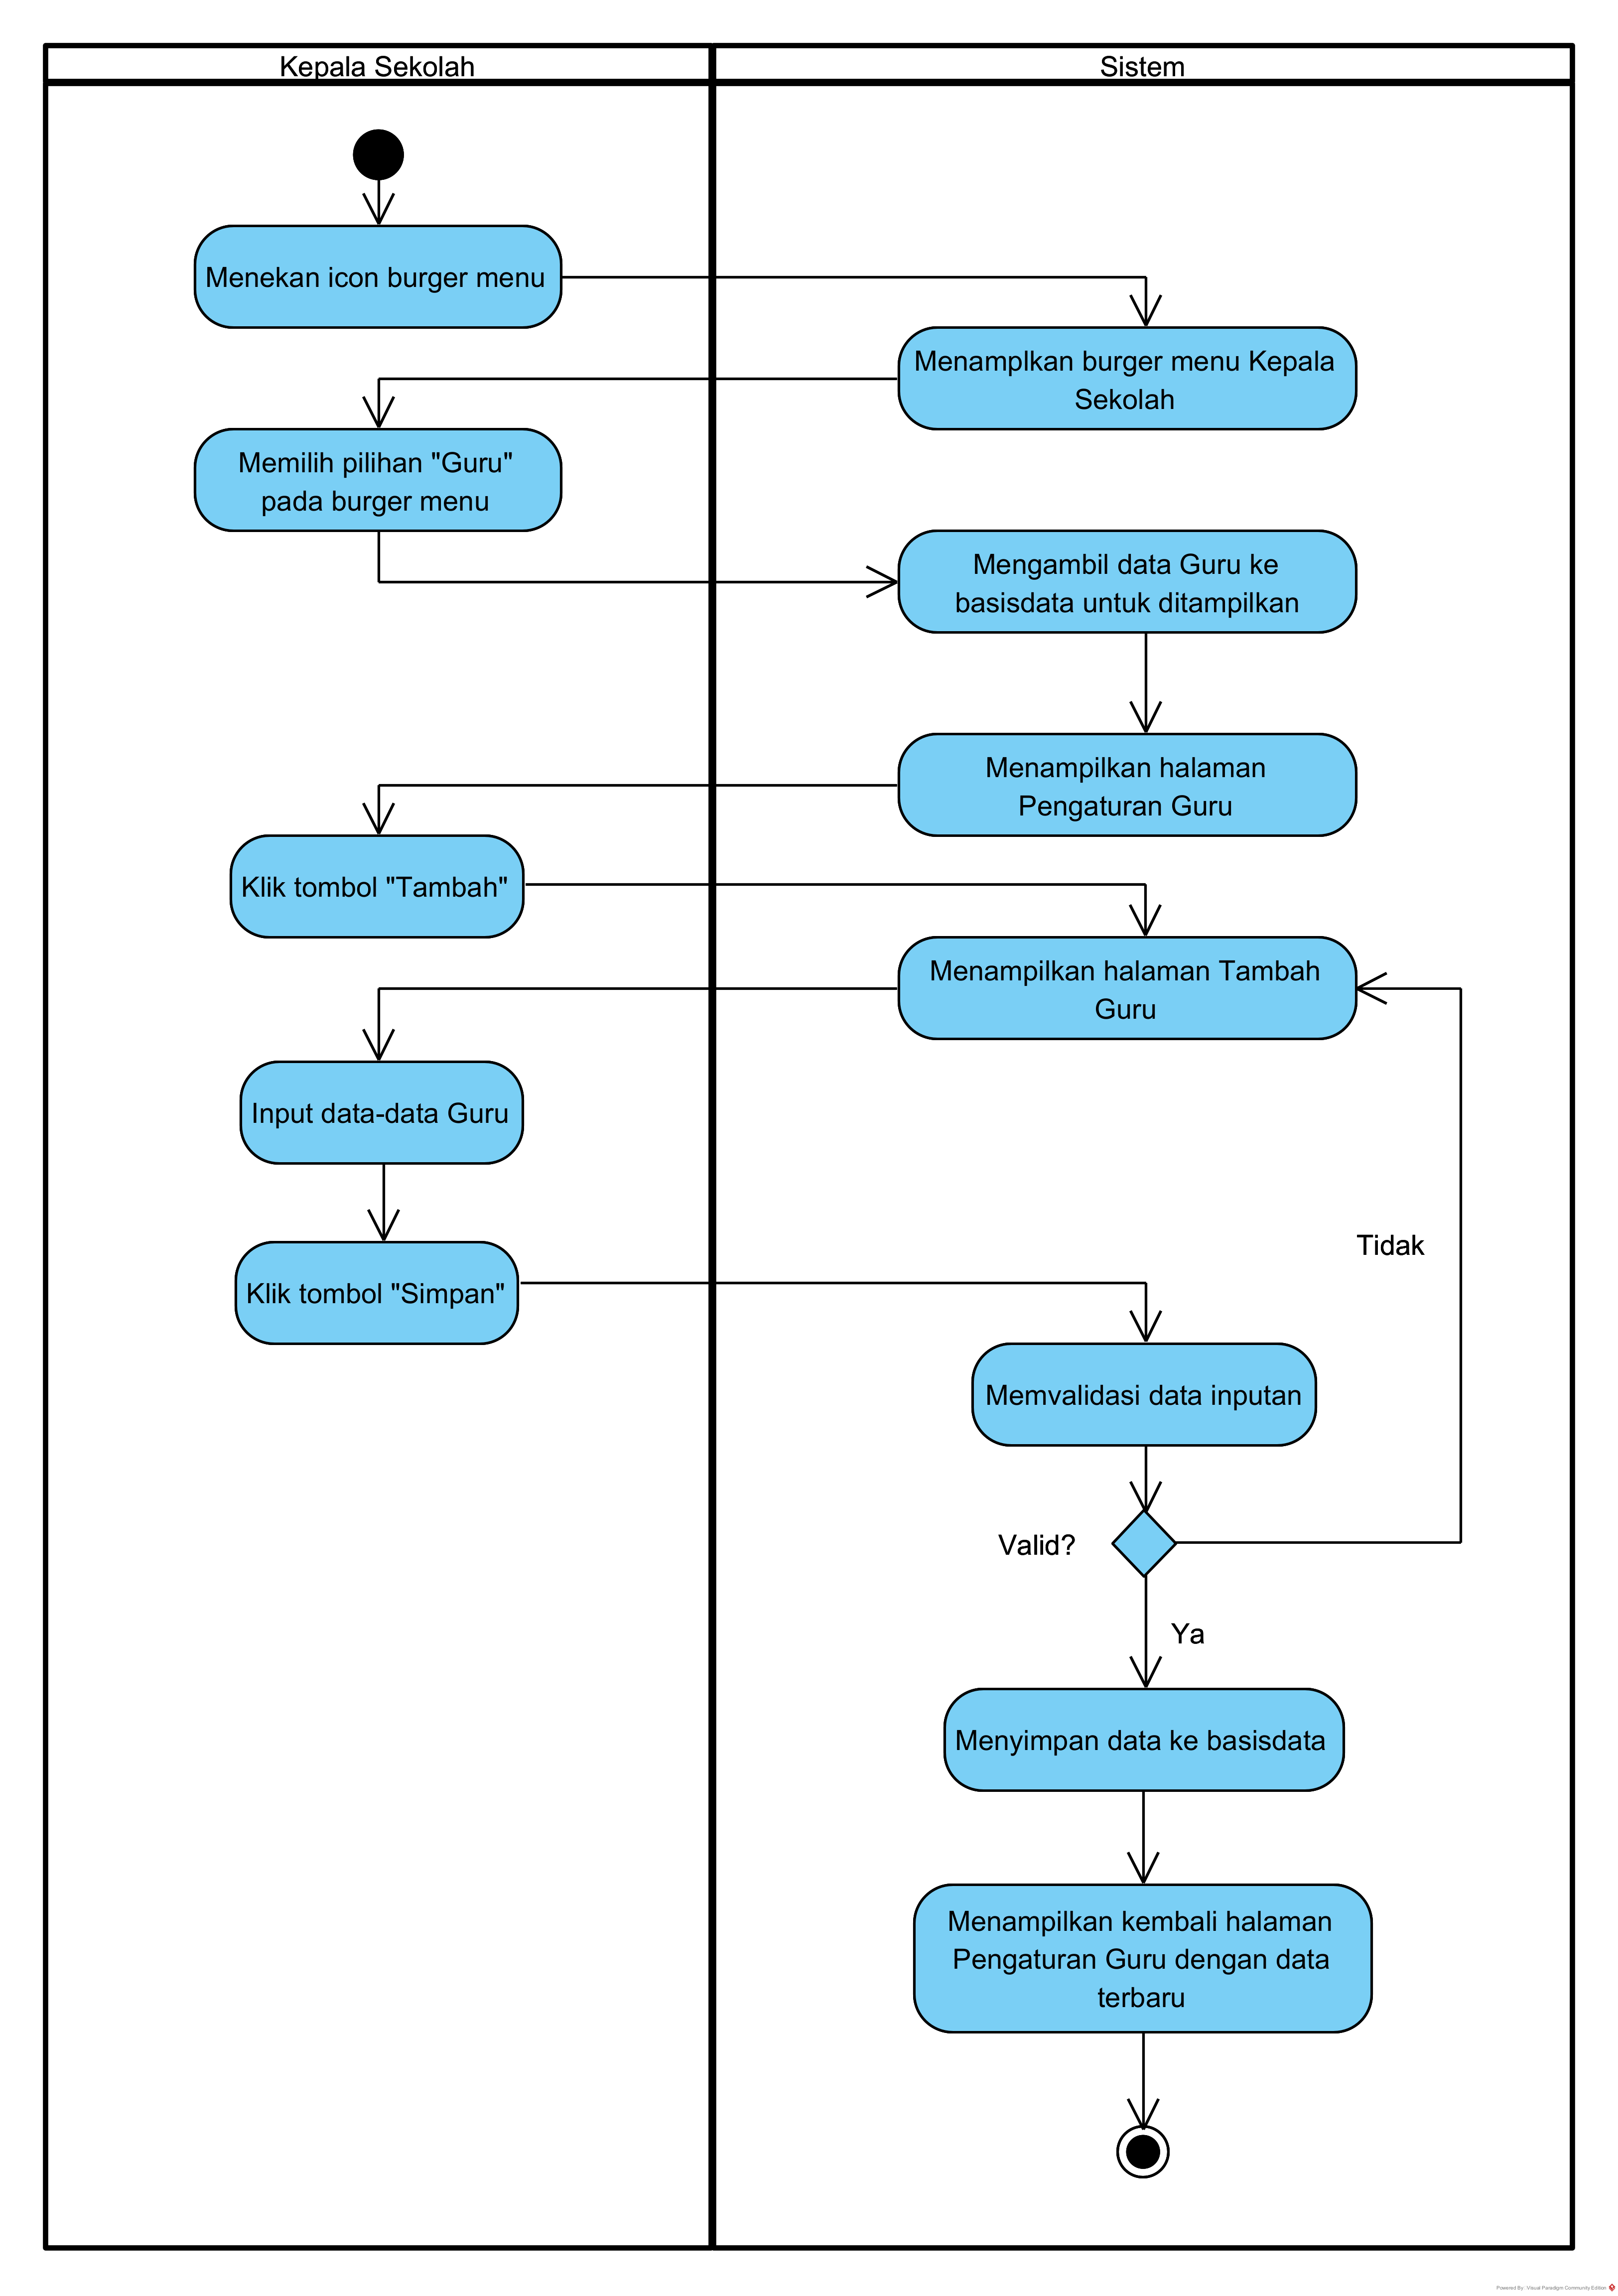 Kepala Sekolah
Sistem
Menekan icon burger menu
Menamplkan burger menu Kepala
Sekolah
Memilih pilihan "Guru"
pada burger menu
Mengambil data Guru ke
basisdata untuk ditampilkan
Menampilkan halaman
Pengaturan Guru
Klik tombol "Tambah"
Menampilkan halaman Tambah
Guru
Input data-data Guru
Tidak
Klik tombol "Simpan"
Memvalidasi data inputan
Valid?
Ya
Menyimpan data ke basisdata
Menampilkan kembali halaman
Pengaturan Guru dengan data
terbaru
Powered By: Visual Paradigm Community Edition